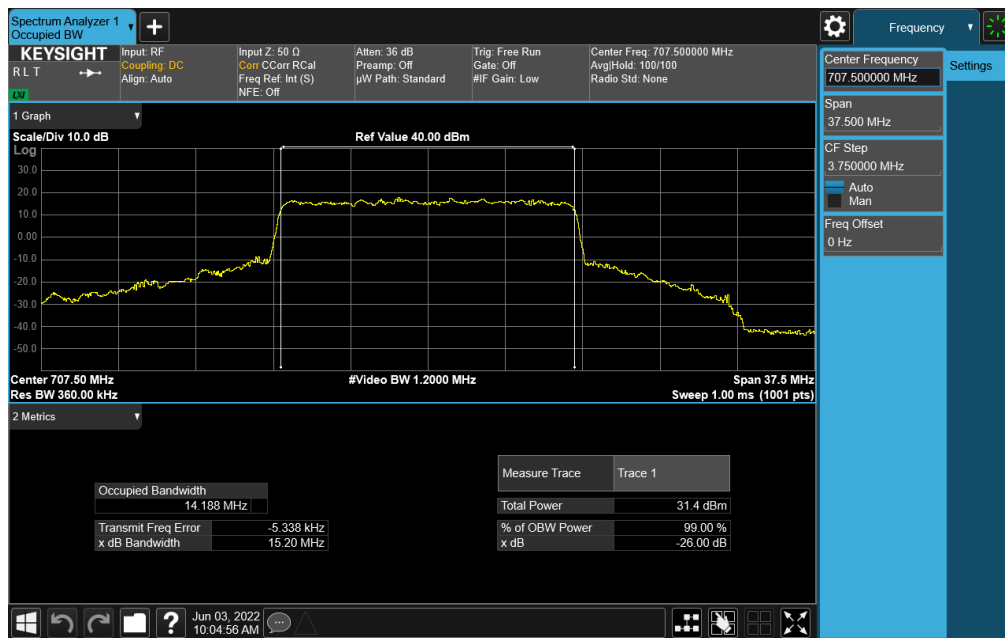 Spectrum Analyzer 1
Occupied BW
Frequency
KEYSIGHT
R L T
LXI
Input: RF
Coupling: DC
Align: Auto
Input Z: 50 Ω
Corr CCorr RCal
Freq Ref: Int (S)
NFE: Off
Atten: 36 dB
Preamp: Off
µW Path: Standard
Trig: Free Run
Gate: Off
#IF Gain: Low
Center Freq: 707.500000 MHz
Avg|Hold: 100/100
Radio Std: None
Center Frequency
707.500000 MHz
Settings
Span
37.500 MHz
CF Step
3.750000 MHz
Auto
Man
Freq Offset
0 Hz
1 Graph
Scale/Div 10.0 dB
Ref Value 40.00 dBm
Log
30.0
20.0
10.0
0.00
-10.0
-20.0
-30.0
-40.0
-50.0
Center 707.50 MHz
#Video BW 1.2000 MHz
Span 37.5 MHz
Res BW 360.00 kHz
Sweep 1.00 ms (1001 pts)
2 Metrics
Measure Trace Trace 1
Occupied Bandwidth
14.188 MHz
Total Power 31.4 dBm
Transmit Freq Error -5.338 kHz
% of OBW Power 99.00 %
x dB Bandwidth 15.20 MHz
x dB -26.00 dB
?
Jun 03, 2022
10:04:56 AM